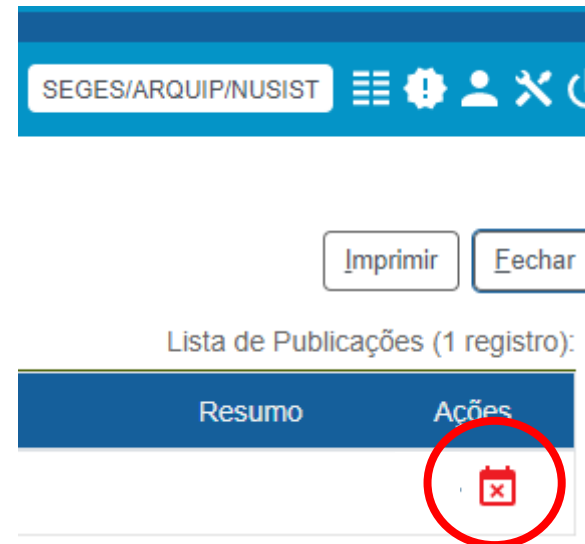 SEGES/ARQUIP/NUSIST
Imprimir Fechar
Lista de Publicações (1 registro):
Resumo Ações